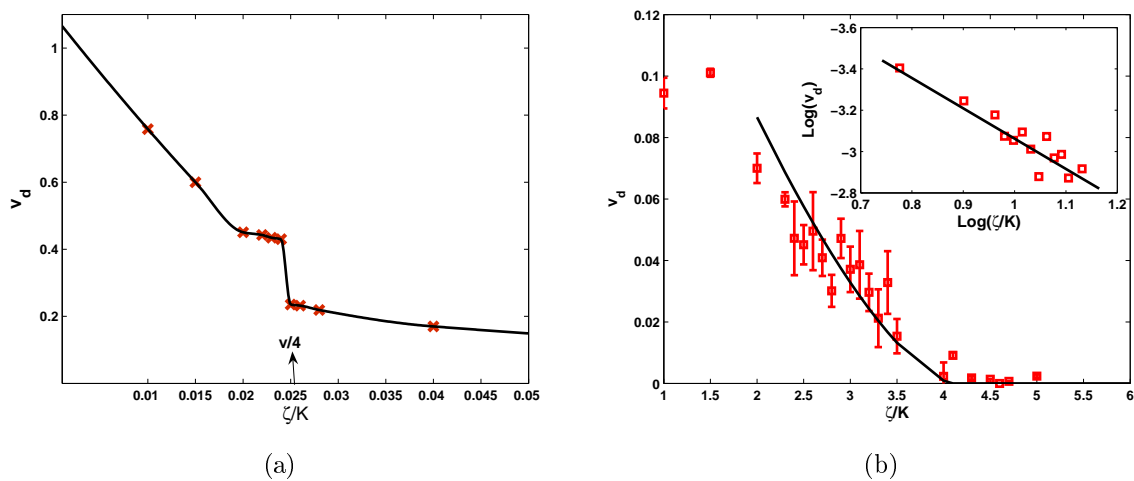 1
0.8
0.6
0.4
0.2
v_d
v/4
0.01 0.015 0.02 0.025 0.03 0.035 0.04 0.045 0.05
ζ/K
(a)
0.12
0.1
0.08
0.06
0.04
0.02
0
v_d
1 1.5 2 2.5 3 3.5 4 4.5 5 5.5 6
ζ/K
−3.6
−3.4
−3.2
−3
−2.8
Log(v_d)
0.7 0.8 0.9 1 1.1 1.2
Log(ζ/K)
(b)